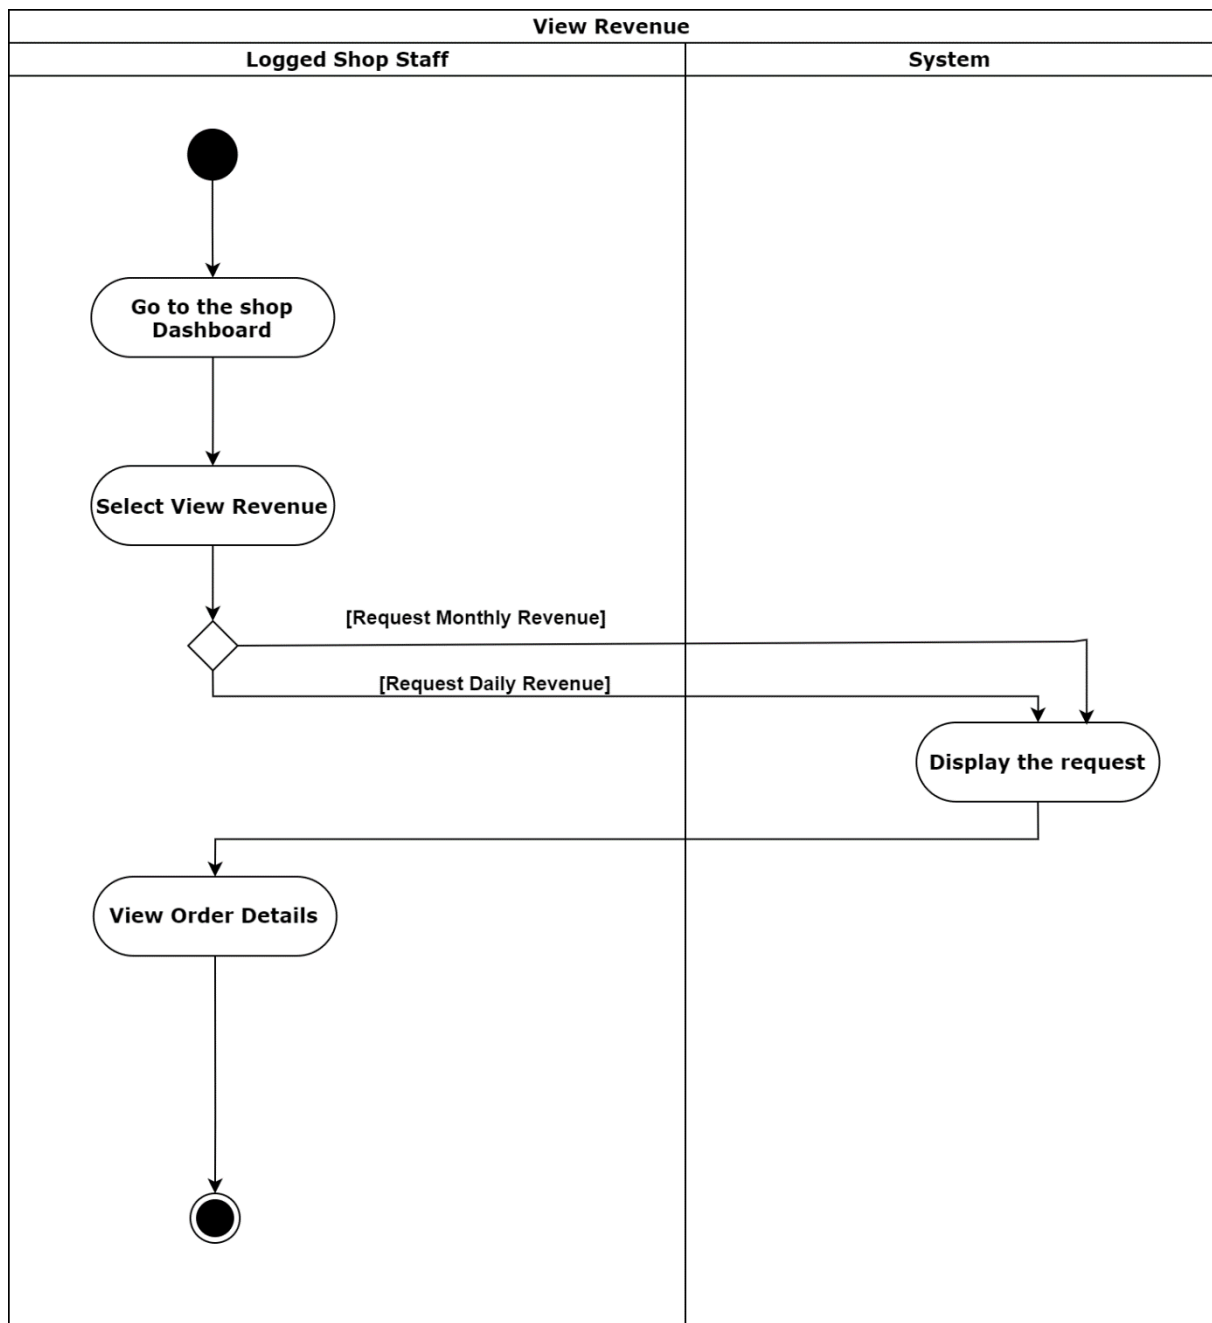 View Revenue
Logged Shop Staff
System
Go to the shop
Dashboard
Select View Revenue
[Request Monthly Revenue]
[Request Daily Revenue]
Display the request
View Order Details